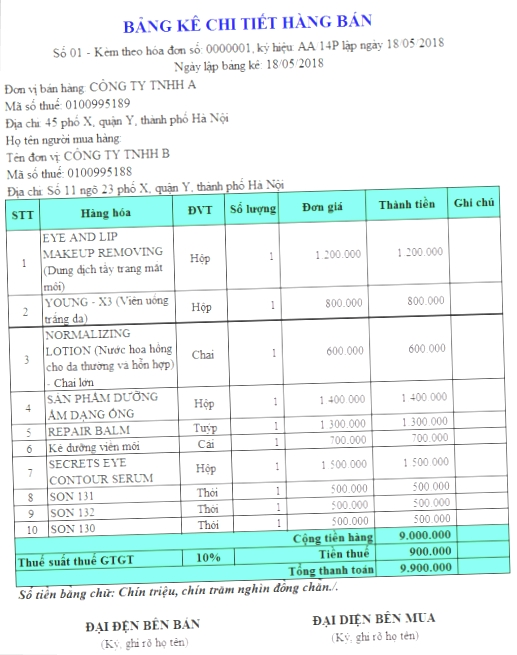 BẢNG KÊ CHI TIẾT HÀNG BÁN
Số 01 - Kèm theo hóa đơn số: 0000001, ký hiệu: AA/14P lập ngày 18/05/2018
Ngày lập bảng kê: 18/05/2018
Đơn vị bán hàng: CÔNG TY TNHH A
Mã số thuế: 0100995189
Địa chỉ: 45 phố X, quận Y, thành phố Hà Nội
Họ tên người mua hàng:
Tên đơn vị: CÔNG TY TNHH B
Mã số thuế: 0100995188
Địa chỉ: Số 11 ngõ 23 phố X, quận Y, thành phố Hà Nội
STT Hàng hóa ĐVT Số lượng Đơn giá Thành tiền Ghi chú
1 EYE AND LIP MAKEUP REMOVING (Dung dịch tẩy trang mắt môi) Hộp 1 1.200.000 1.200.000
2 YOUNG - X3 (Viên uống trắng da) Hộp 1 800.000 800.000
3 NORMALIZING LOTION (Nước hoa hồng cho da thường và hỗn hợp) - Chai lớn Chai 1 600.000 600.000
4 SẢN PHẨM DƯỠNG ẨM DẠNG ỐNG Hộp 1 1.400.000 1.400.000
5 REPAIR BALM Tuýp 1 1.300.000 1.300.000
6 Kẻ dưỡng viền môi Cái 1 700.000 700.000
7 SECRETS EYE CONTOUR SERUM Hộp 1 1.500.000 1.500.000
8 SON 131 Thỏi 1 500.000 500.000
9 SON 132 Thỏi 1 500.000 500.000
10 SON 130 Thỏi 1 500.000 500.000
Cộng tiền hàng 9.000.000
Thuế suất thuế GTGT 10% Tiền thuế 900.000
Tổng thanh toán 9.900.000
Số tiền bằng chữ: Chín triệu, chín trăm nghìn đồng chẵn./.
ĐẠI ĐỆN BÊN BÁN ĐẠI DIỆN BÊN MUA
(Ký, ghi rõ họ tên) (Ký, ghi rõ họ tên)